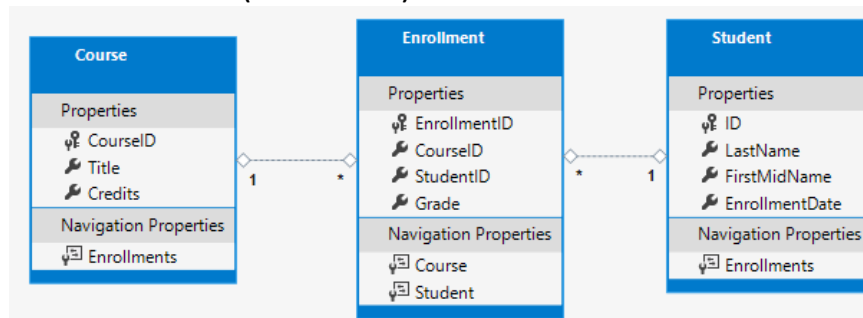 Course
Properties
CourseID
Title
Credits
Navigation Properties
Enrollments
1
*
Enrollment
Properties
EnrollmentID
CourseID
StudentID
Grade
Navigation Properties
Course
Student
*
1
Student
Properties
ID
LastName
FirstMidName
EnrollmentDate
Navigation Properties
Enrollments